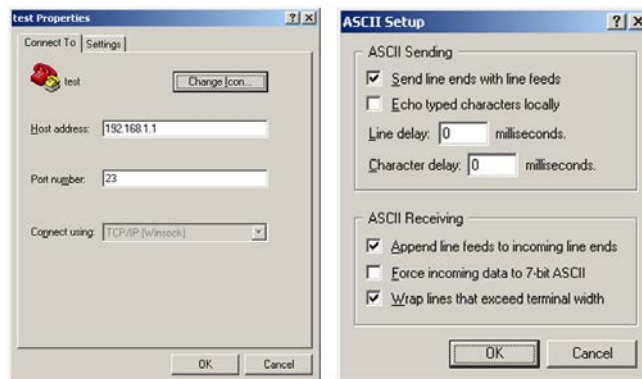 test Properties
Connect To
Settings
test
Change Icon...
Host address:
192.168.1.1
Port number:
23
Connect using:
TCP/IP (Winsock)
OK
Cancel
ASCII Setup
ASCII Sending
Send line ends with line feeds
Echo typed characters locally
Line delay: 0 milliseconds.
Character delay: 0 milliseconds.
ASCII Receiving
Append line feeds to incoming line ends
Force incoming data to 7-bit ASCII
Wrap lines that exceed terminal width
OK
Cancel